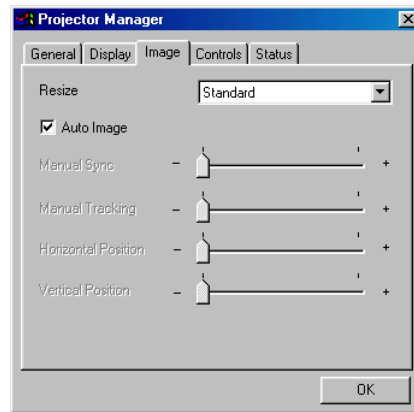 Projector Manager
General Display Image Controls Status
Resize Standard
Auto Image
Manual Sync - +
Manual Tracking - +
Horizontal Position - +
Vertical Position - +
OK